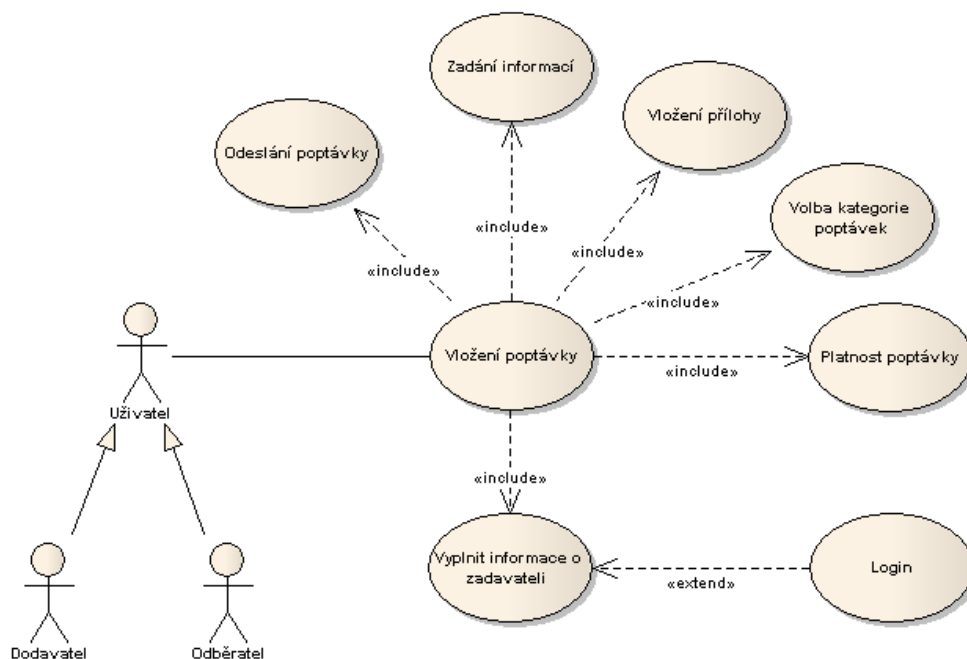 Zadání informací
Vložení přílohy
Odeslání poptávky
Volba kategorie
poptávek
«include»
«include»
«include»
«include»
Vložení poptávky
Platnost poptávky
«include»
Uživatel
«include»
Vyplnit informace o
zadavateli
Login
«extend»
Dodavatel
Odběratel